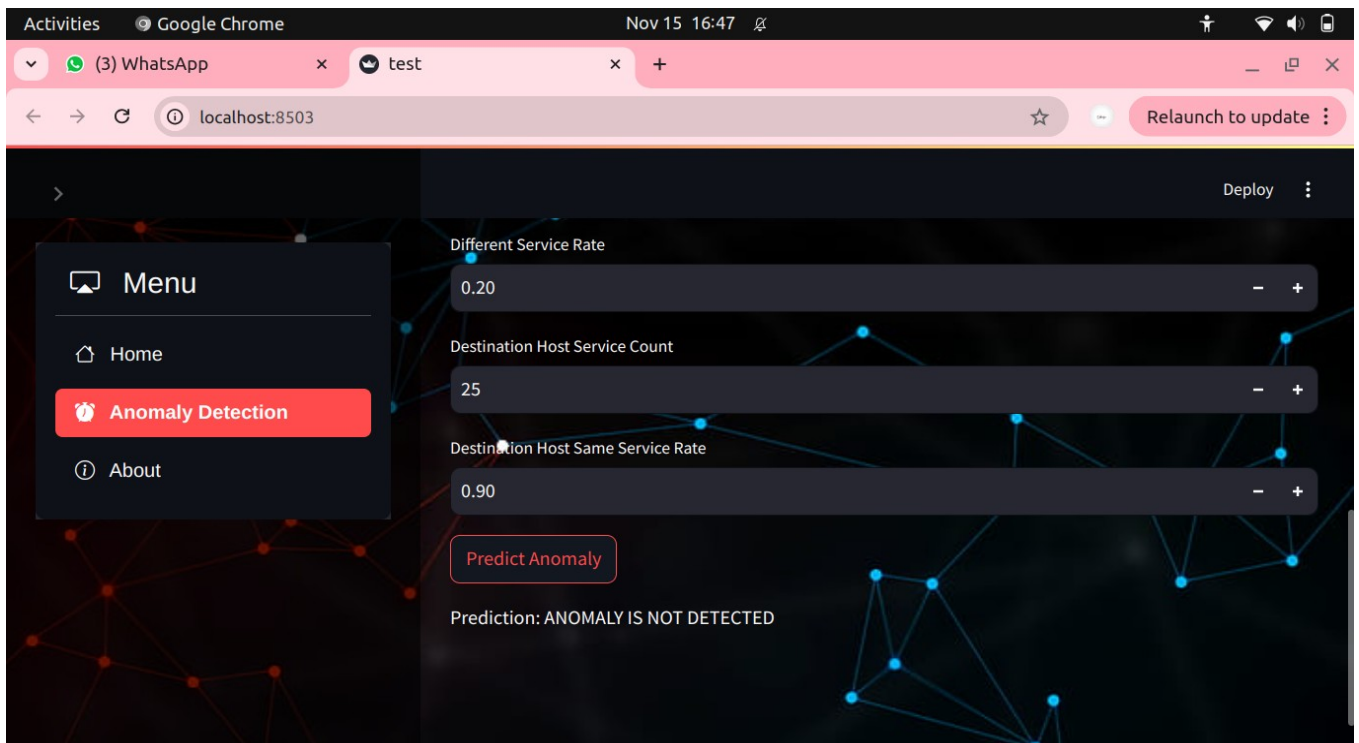 Activities Google Chrome Nov 15 16:47
(3) WhatsApp test
localhost:8503 Relaunch to update
Deploy
Menu
Home
Anomaly Detection
About
Different Service Rate
0.20
Destination Host Service Count
25
Destination Host Same Service Rate
0.90
Predict Anomaly
Prediction: ANOMALY IS NOT DETECTED